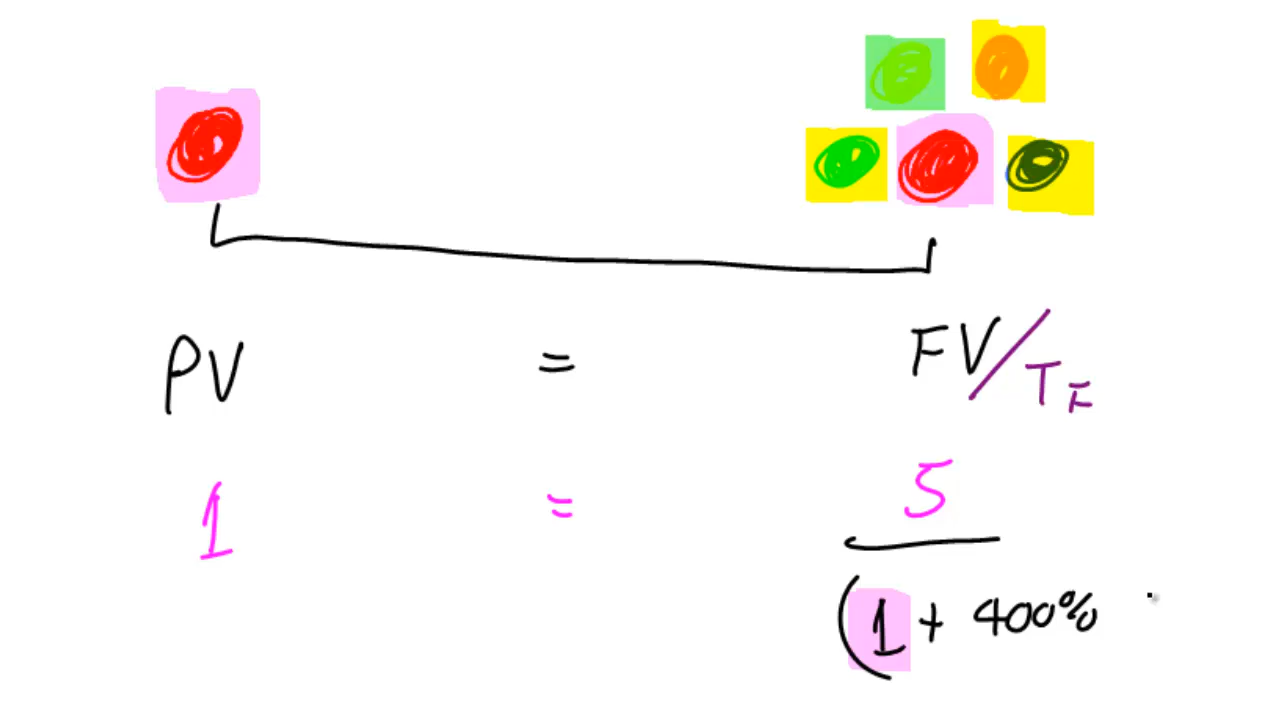 PV = FV/TF
1 = 5
(1 + 400%